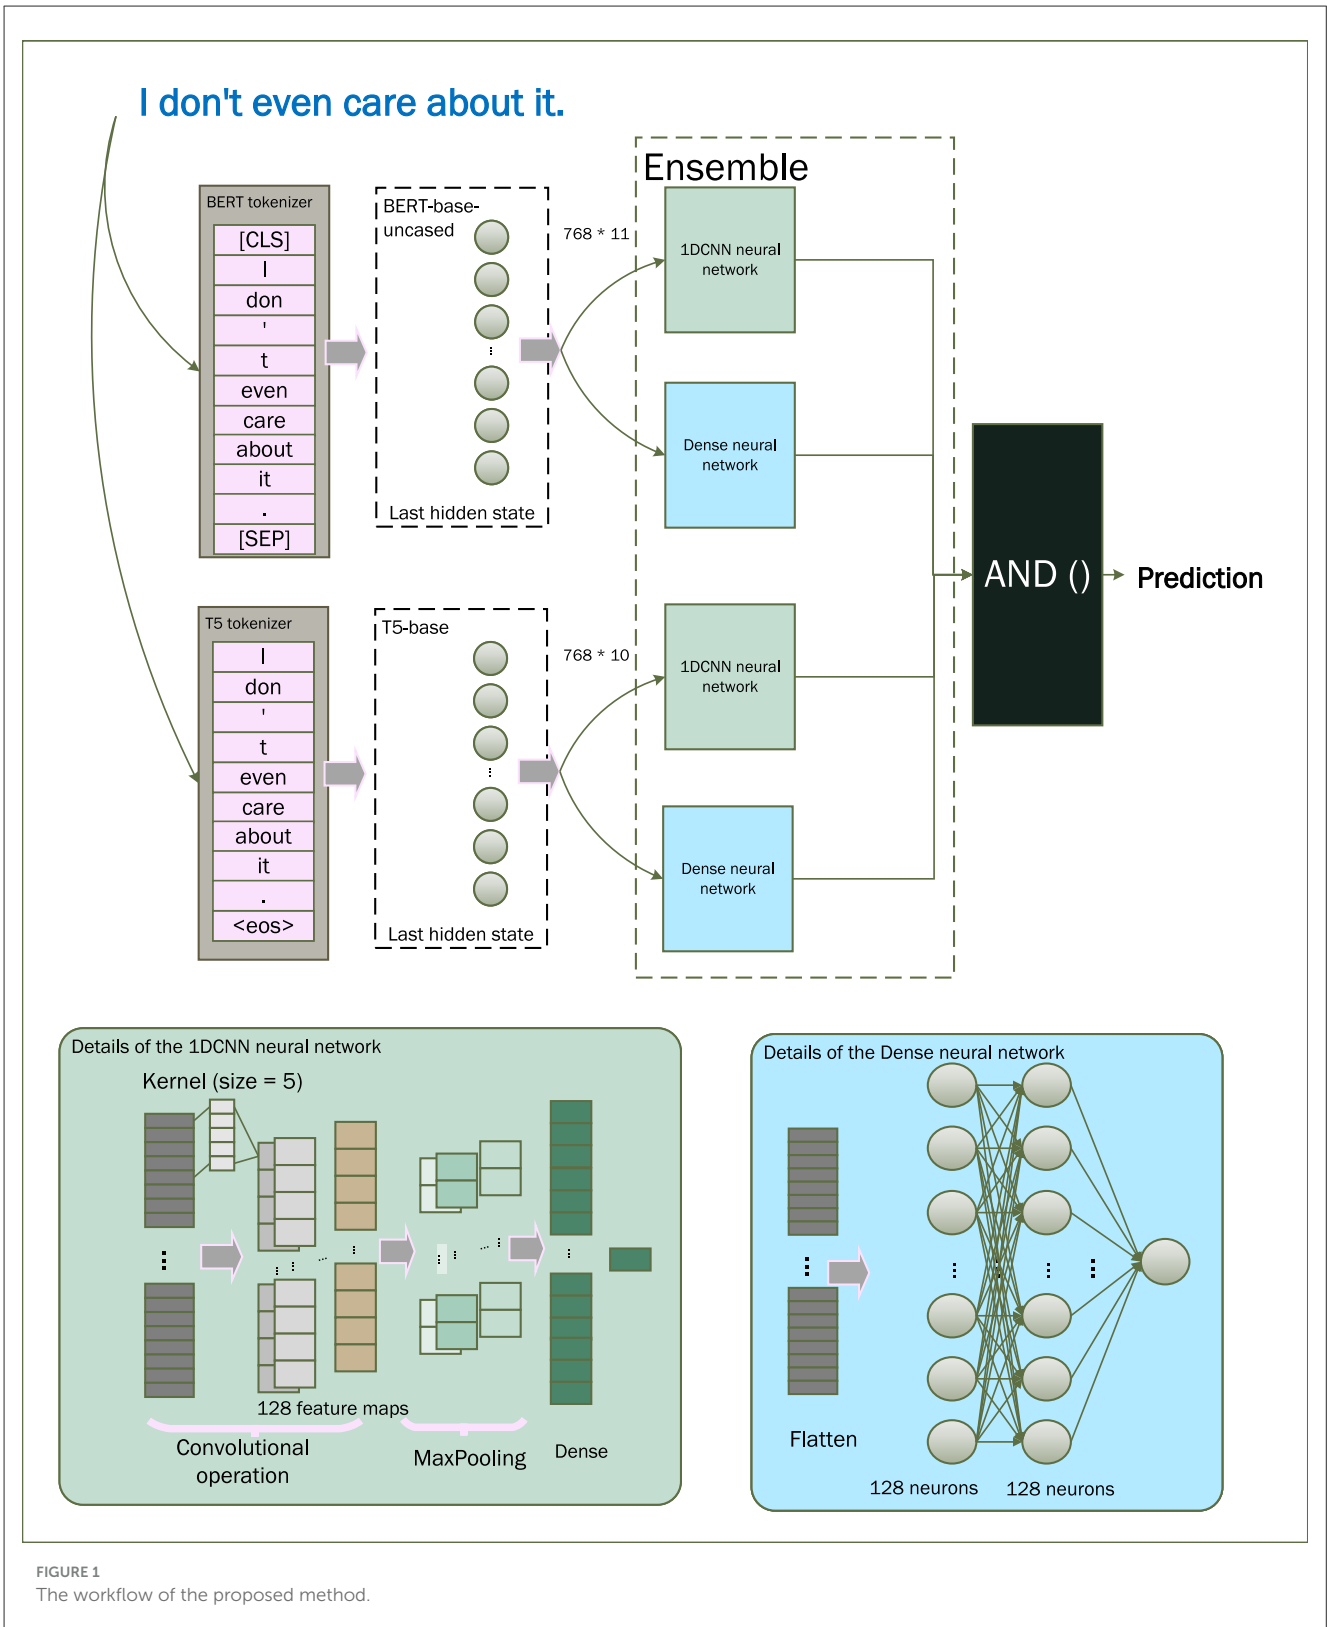 I don't even care about it.
Ensemble
BERT tokenizer
[CLS]
I
don
'
t
even
care
about
it
.
[SEP]
BERT-base-
uncased
Last hidden state
768 * 11
1DCNN neural
network
Dense neural
network
T5 tokenizer
I
don
'
t
even
care
about
it
.
<eos>
T5-base
Last hidden state
768 * 10
1DCNN neural
network
Dense neural
network
AND ()
Prediction
Details of the 1DCNN neural network
Kernel (size = 5)
128 feature maps
Convolutional
operation
MaxPooling
Dense
Details of the Dense neural network
Flatten
128 neurons
128 neurons
FIGURE 1
The workflow of the proposed method.